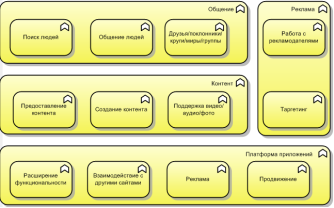 Общение
Поиск людей
Общение людей
Друзья/поклонники/
круги/миры/группы
Реклама
Работа с
рекламодателями
Таргетинг
Контент
Предоставление
контента
Создание контента
Поддержка видео/
аудио/фото
Платформа приложений
Расширение
функциональности
Взаимодействие с
другими сайтами
Реклама
Продвижение